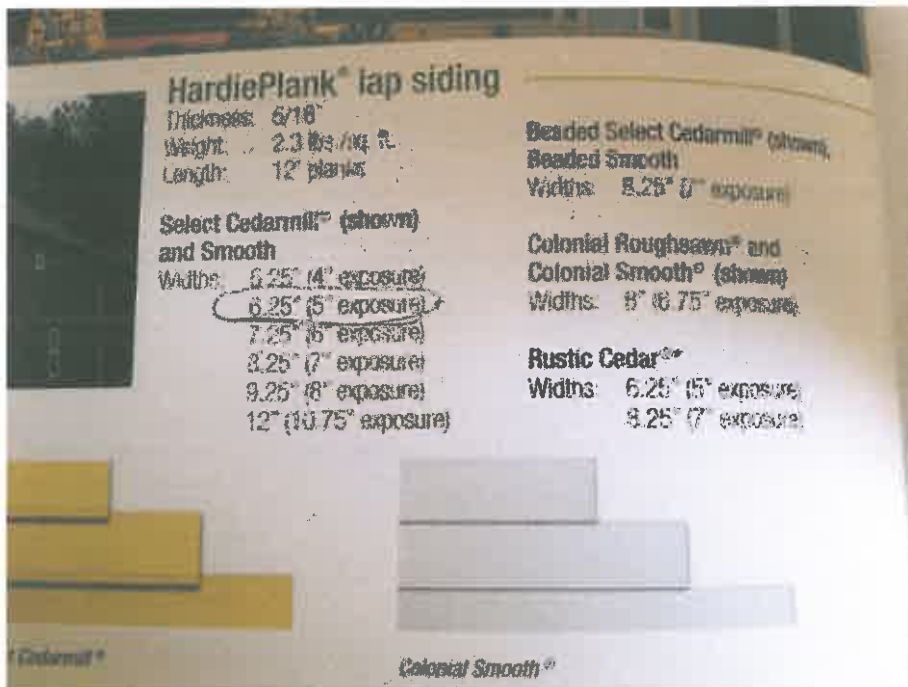 HardiePlank® lap siding
Thickness: 5/16"
Weight: 2.3 lbs./sq. ft.
Length: 12' planks
Select Cedarmill® (shown)
and Smooth
Widths: 5.25" (4" exposure)
6.25" (5" exposure)
7.25" (6" exposure)
8.25" (7" exposure)
9.25" (8" exposure)
12" (10.75" exposure)
Beaded Select Cedarmill® (shown),
Beaded Smooth
Widths: 8.25" (7" exposure)
Colonial Roughsawn® and
Colonial Smooth® (shown)
Widths: 8" (6.75" exposure)
Rustic Cedar®*
Widths: 6.25" (5" exposure)
8.25" (7" exposure)
Cedarmill®
Colonial Smooth®